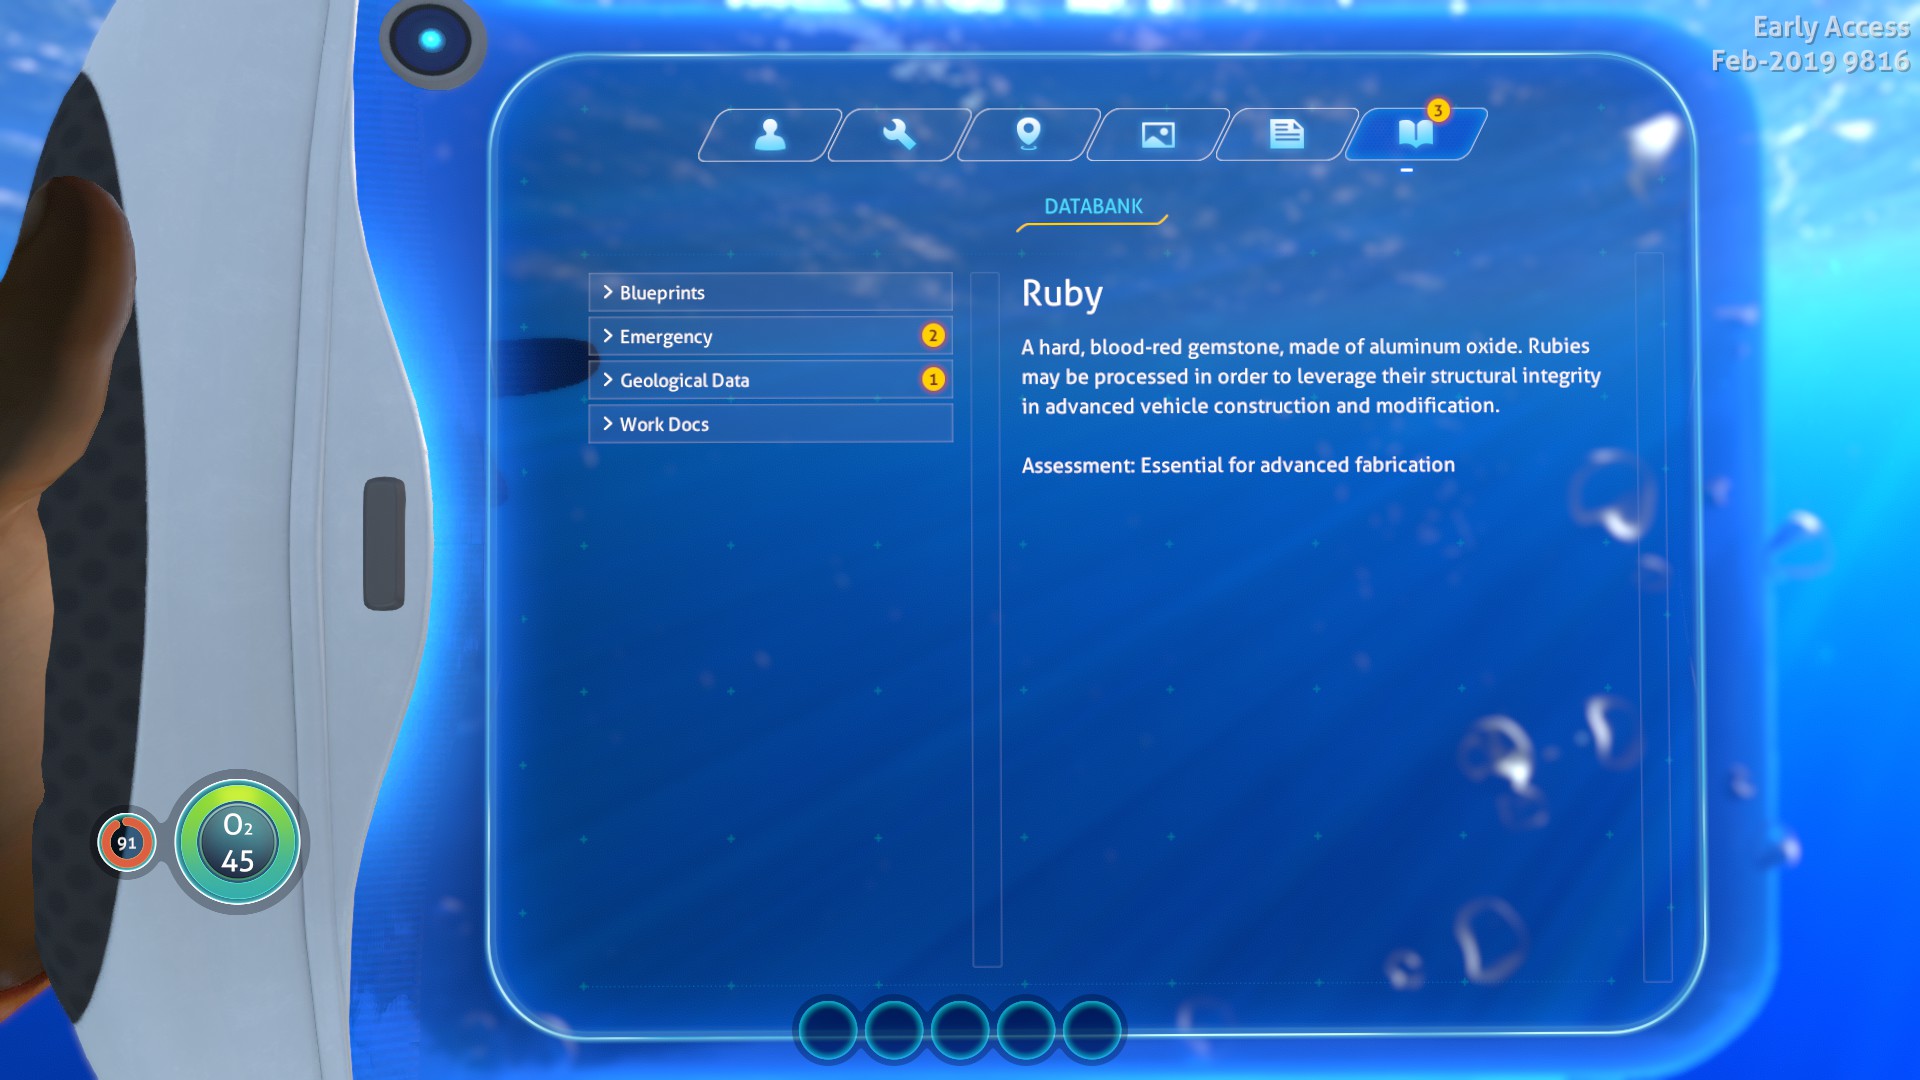 Early Access
Feb-2019 9816
3
DATABANK
Blueprints
Emergency 2
Geological Data 1
Work Docs
Ruby
A hard, blood-red gemstone, made of aluminum oxide. Rubies
may be processed in order to leverage their structural integrity
in advanced vehicle construction and modification.
Assessment: Essential for advanced fabrication
91
O₂
45